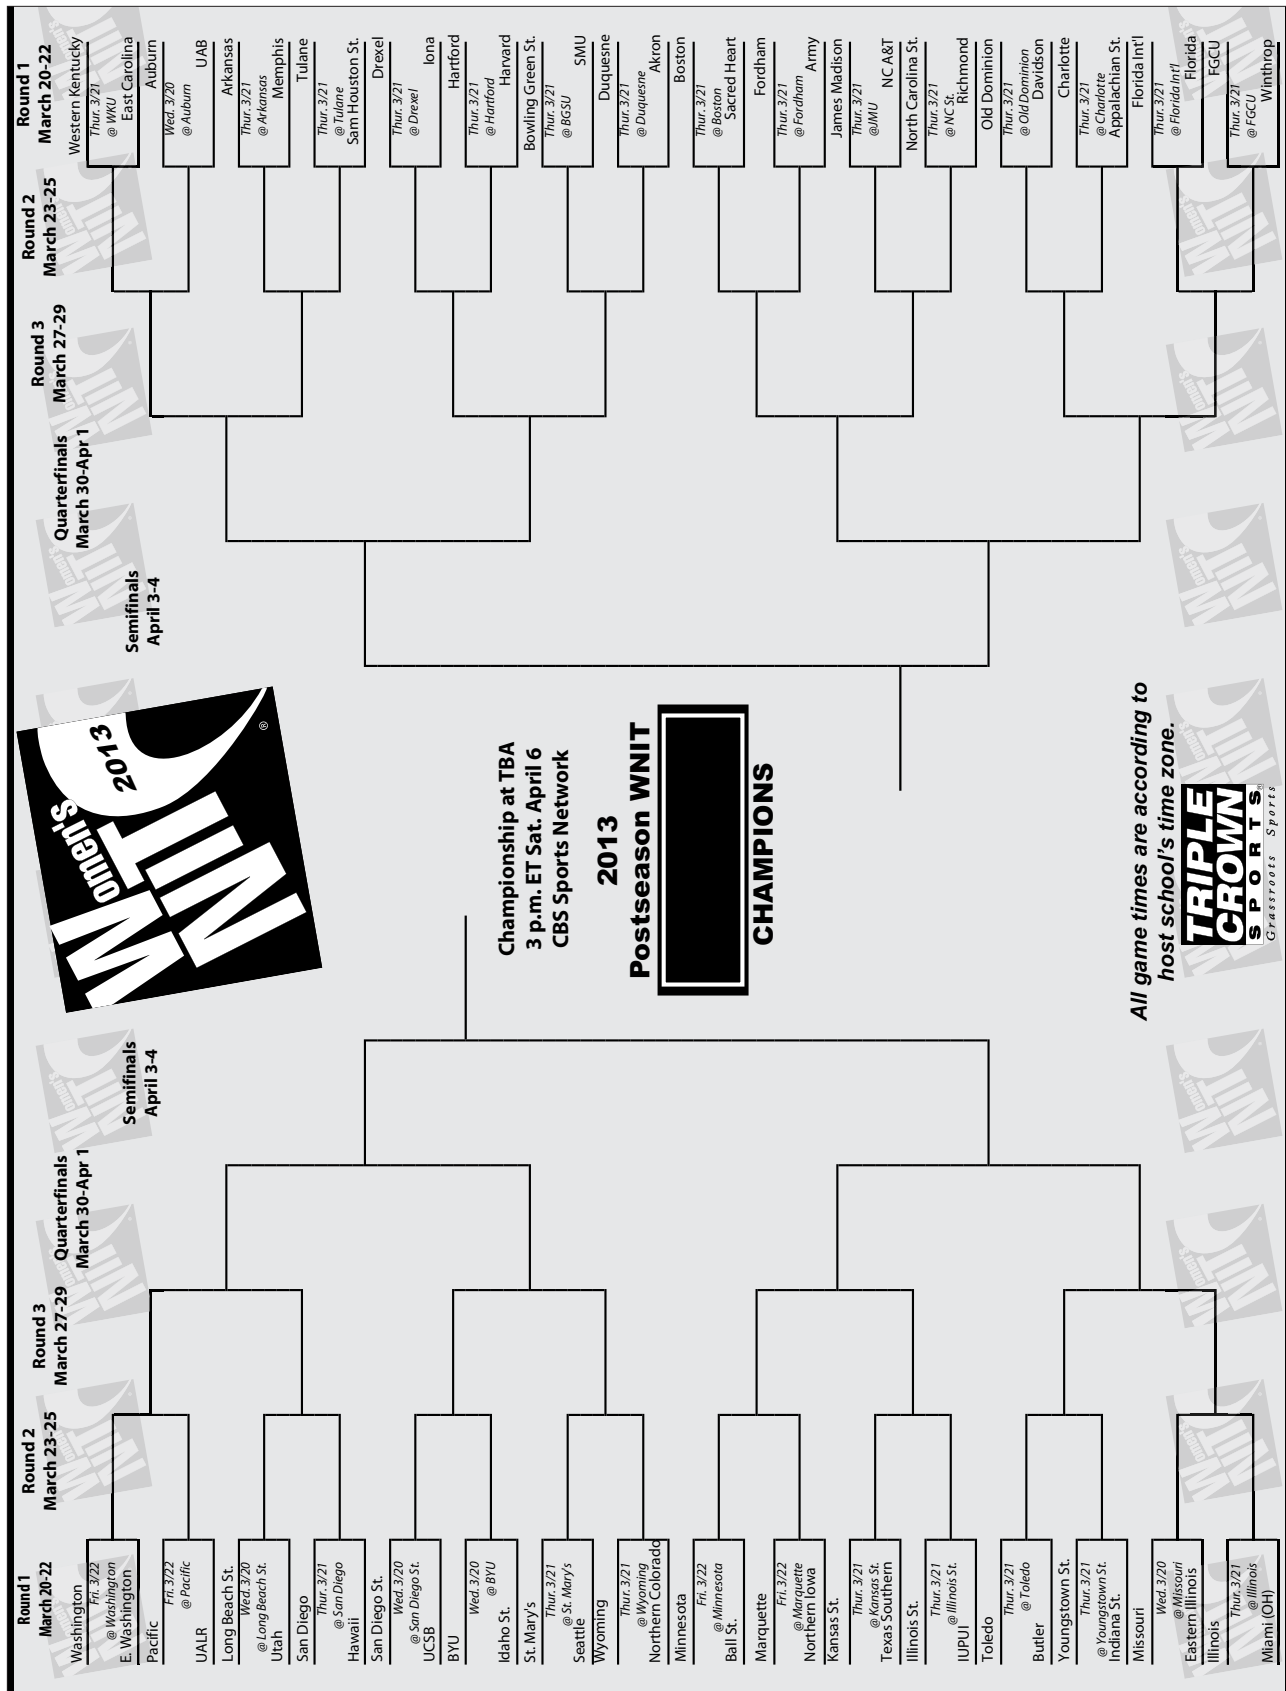 Round1
March 20-22
Round 2
March 23-25
Round 3
March 27-29
Quarterfinals
March 30-Apr 1
Semifinals
April 3-4
Semifinals
April 3-4
Quarterfinals
March 30-Apr 1
Round 3
March 27-29
Round 2
March 23-25
Round 1
March 20-22
Washington
Fri. 3/22
@ Washington
E. Washington
Pacific
Fri. 3/22
@ Pacific
UALR
Long Beach St.
Wed. 3/20
@ Long Beach St.
Utah
San Diego
Thur. 3/21
@ San Diego
Hawaii
San Diego St.
Wed. 3/20
@ San Diego St.
UCSB
BYU
Wed. 3/20
@ BYU
Idaho St.
St. Mary's
Thur. 3/21
@ St. Mary's
Seattle
Wyoming
Thur. 3/21
@ Wyoming
Northern Colorado
Minnesota
Fri. 3/22
@ Minnesota
Ball St.
Marquette
Fri. 3/22
@ Marquette
Northern Iowa
Kansas St.
Thur. 3/21
@ Kansas St.
Texas Southern
Illinois St.
Thur. 3/21
@ Illinois St.
IUPUI
Toledo
Thur. 3/21
@ Toledo
Butler
Youngstown St.
Thur. 3/21
@ Youngstown St.
Indiana St.
Missouri
Wed. 3/20
@ Missouri
Eastern Illinois
Illinois
Thur. 3/21
@ Illinois
Miami (OH)
Women's
NIT
2013
®
Championship at TBA
3 p.m. ET Sat. April 6
CBS Sports Network
2013
Postseason WNIT
CHAMPIONS
All game times are according to
host school's time zone.
TRIPLE
CROWN
SPORTS®
Grassroots Sports
Western Kentucky
Thur. 3/21
@ WKU
East Carolina
Auburn
Wed. 3/20
@ Auburn
UAB
Arkansas
Thur. 3/21
@ Arkansas
Memphis
Tulane
Thur. 3/21
@ Tulane
Sam Houston St.
Drexel
Thur. 3/21
@ Drexel
Iona
Hartford
Thur. 3/21
@ Hartford
Harvard
Bowling Green St.
Thur. 3/21
@ BGSU
SMU
Duquesne
Thur. 3/21
@ Duquesne
Akron
Boston
Thur. 3/21
@ Boston
Sacred Heart
Fordham
Thur. 3/21
@ Fordham
Army
James Madison
Thur. 3/21
@JMU
NC A&T
North Carolina St.
Thur. 3/21
@ NC St.
Richmond
Old Dominion
Thur. 3/21
@ Old Dominion
Davidson
Charlotte
Thur. 3/21
@ Charlotte
Appalachian St.
Florida Int'l
Thur. 3/21
@ Florida Int'l
Florida
FGCU
Thur. 3/21
@ FGCU
Winthrop